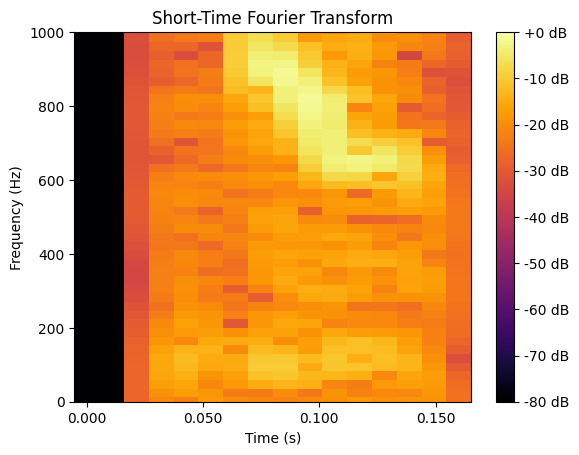 Short-Time Fourier Transform
1000
800
600
400
200
0
Frequency (Hz)
0.000
0.050
0.100
0.150
Time (s)
+0 dB
-10 dB
-20 dB
-30 dB
-40 dB
-50 dB
-60 dB
-70 dB
-80 dB